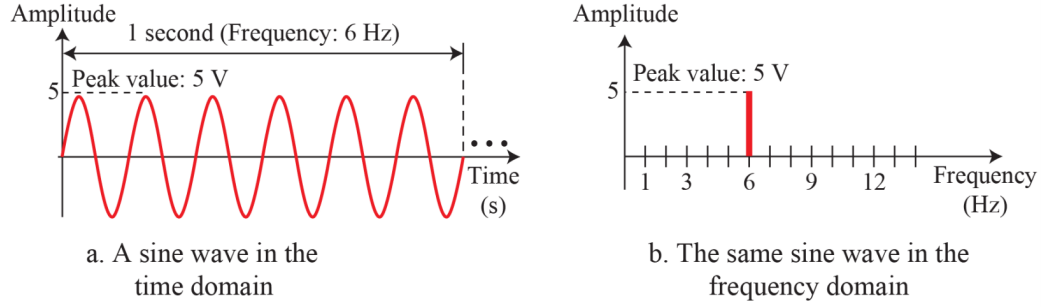 Amplitude
1 second (Frequency: 6 Hz)
Peak value: 5 V
5
Time
(s)
a. A sine wave in the
time domain
Amplitude
Peak value: 5 V
5
1 3 6 9 12
Frequency
(Hz)
b. The same sine wave in the
frequency domain